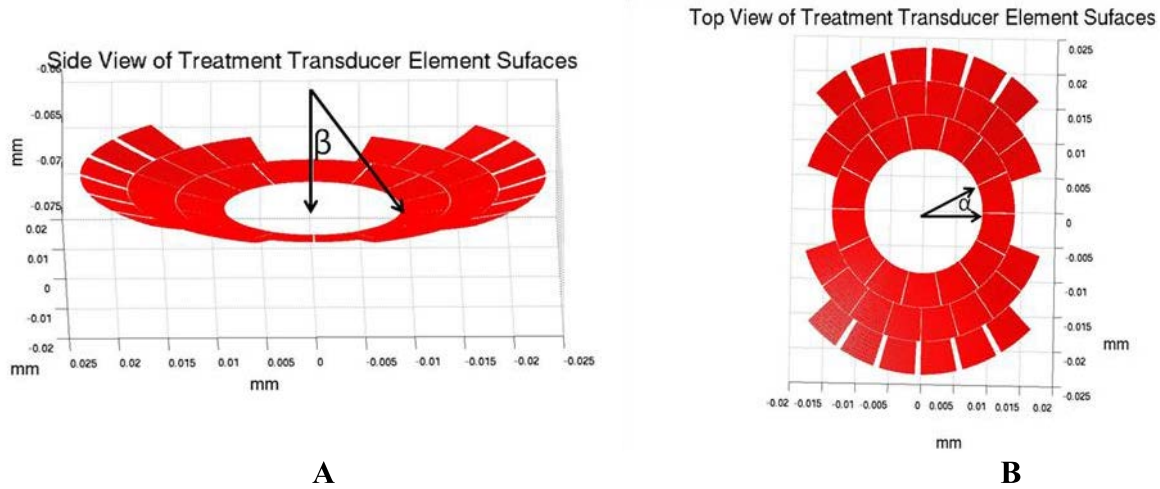 Side View of Treatment Transducer Element Sufaces
-0.065
mm
-0.07
-0.075
0.02
0.01
0
-0.01
-0.02
β
0.025 0.02 0.015 0.01 0.005 0 -0.005 -0.01 -0.015 -0.02 -0.025
mm
mm
A
Top View of Treatment Transducer Element Sufaces
0.025
0.02
0.015
0.01
0.005
α
0
-0.005
-0.01
-0.015
mm
-0.02
-0.025
-0.02 -0.015 -0.01 -0.005 0 0.005 0.01 0.015 0.02
mm
B